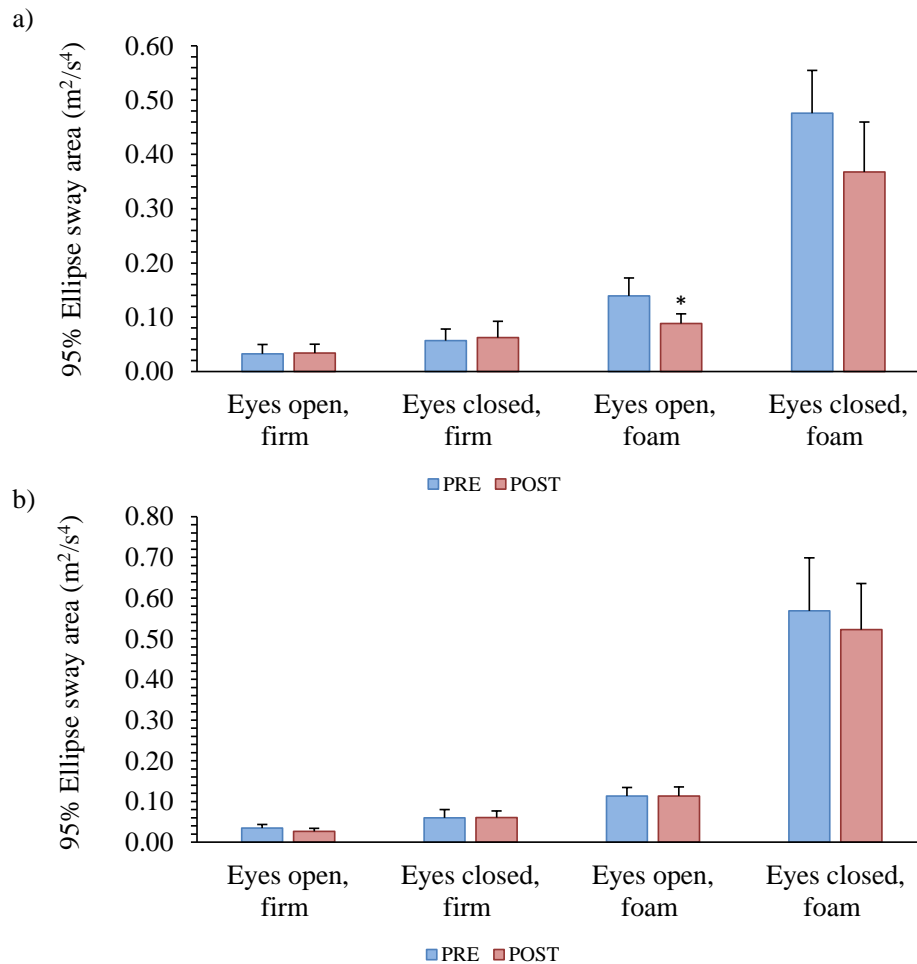 a)
95% Ellipse sway area (m²/s⁴)
0.60
0.50
0.40
0.30
0.20
0.10
0.00
*
Eyes open,
firm
Eyes closed,
firm
Eyes open,
foam
Eyes closed,
foam
PRE POST
b)
95% Ellipse sway area (m²/s⁴)
0.80
0.70
0.60
0.50
0.40
0.30
0.20
0.10
0.00
Eyes open,
firm
Eyes closed,
firm
Eyes open,
foam
Eyes closed,
foam
PRE POST